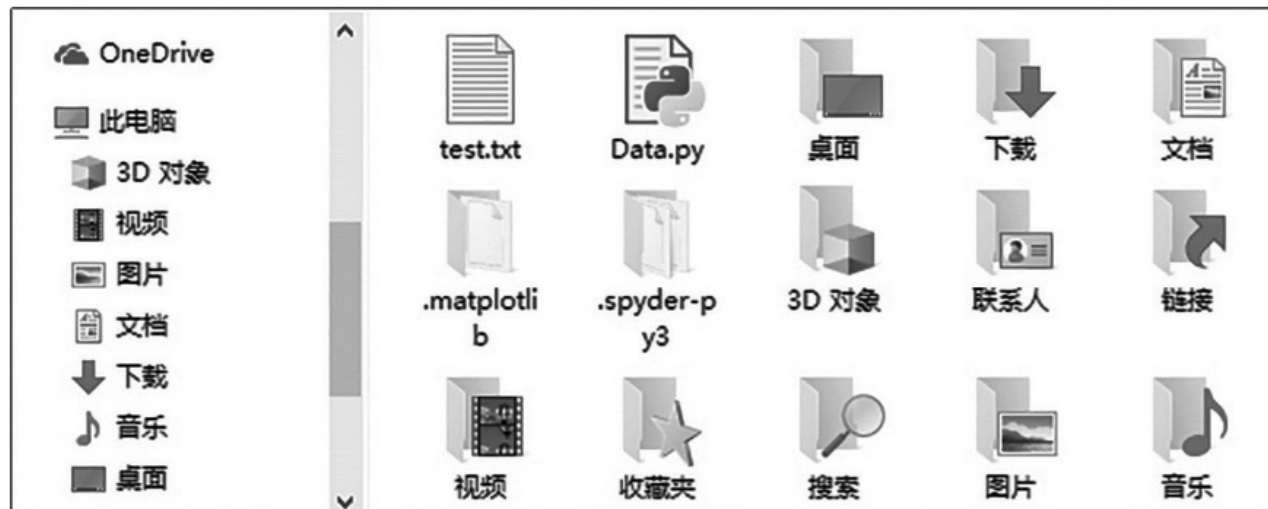 OneDrive
此电脑
3D 对象
视频
图片
文档
下载
音乐
桌面
test.txt
Data.py
桌面
下载
文档
.matplotli
b
.spyder-p
y3
3D 对象
联系人
链接
视频
收藏夹
搜索
图片
音乐